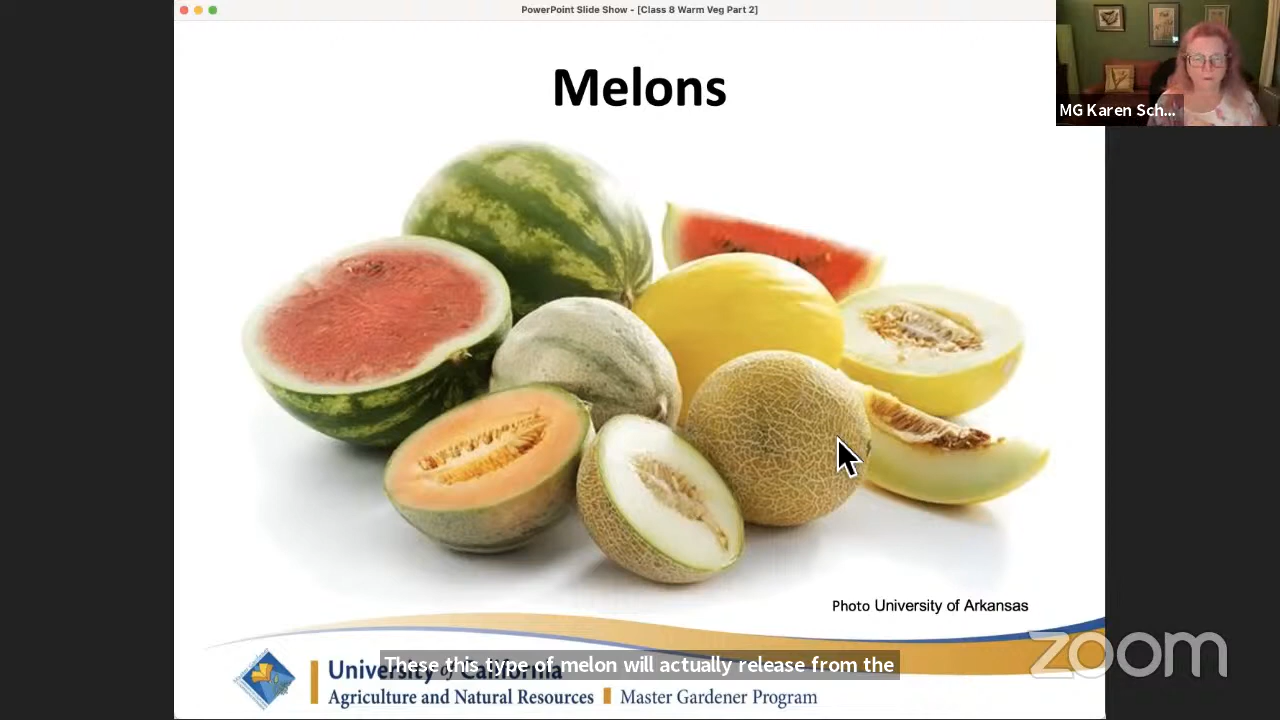 PowerPoint Slide Show - [Class 8 Warm Veg Part 2]
MG Karen Sch...
Melons
Photo University of Arkansas
zoom
These this type of melon will actually release from the
University of California
Agriculture and Natural Resources
Master Gardener Program